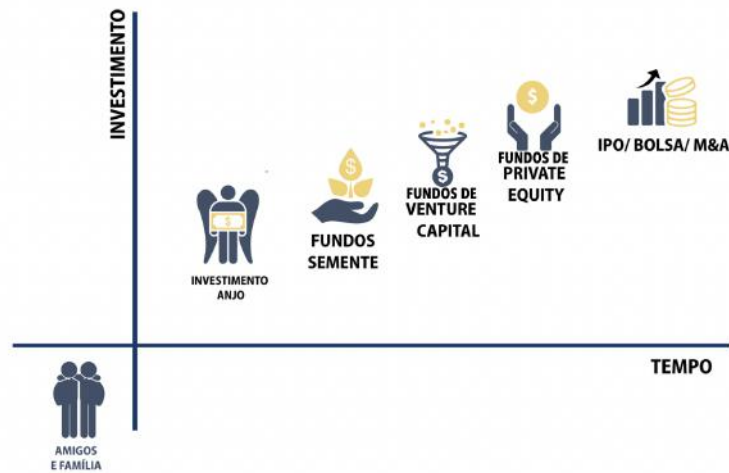 INVESTIMENTO
$
INVESTIMENTO
ANJO
$
FUNDOS
SEMENTE
$
FUNDOS DE
VENTURE
CAPITAL
$
FUNDOS DE
PRIVATE
EQUITY
IPO/ BOLSA/ M&A
TEMPO
AMIGOS
E FAMÍLIA